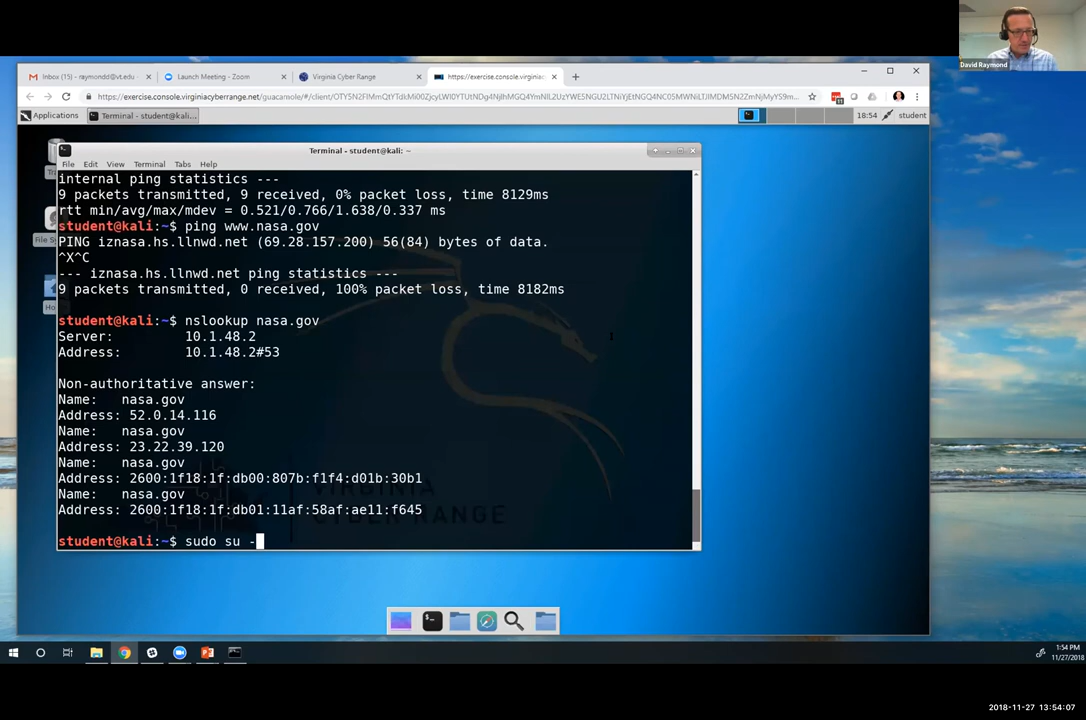 David Raymond
Inbox (15) - raymondd@vt.edu
Launch Meeting - Zoom
Virginia Cyber Range
https://exercise.console.virginiacyberrange.net/guacamole/#/client/
Applications
Terminal - student@kali:...
18:54
student
Terminal - student@kali: ~
File Edit View Terminal Tabs Help
internal ping statistics ---
9 packets transmitted, 9 received, 0% packet loss, time 8129ms
rtt min/avg/max/mdev = 0.521/0.766/1.638/0.337 ms
student@kali:~$ ping www.nasa.gov
PING iznasa.hs.llnwd.net (69.28.157.200) 56(84) bytes of data.
^X^C
--- iznasa.hs.llnwd.net ping statistics ---
9 packets transmitted, 0 received, 100% packet loss, time 8182ms
student@kali:~$ nslookup nasa.gov
Server: 10.1.48.2
Address: 10.1.48.2#53
Non-authoritative answer:
Name: nasa.gov
Address: 52.0.14.116
Name: nasa.gov
Address: 23.22.39.120
Name: nasa.gov
Address: 2600:1f18:1f:db00:807b:f1f4:d01b:30b1
Name: nasa.gov
Address: 2600:1f18:1f:db01:11af:58af:ae11:f645
VIRGINIA
CYBER RANGE
student@kali:~$ sudo su -
1:54 PM
11/27/2018
2018-11-27 13:54:07